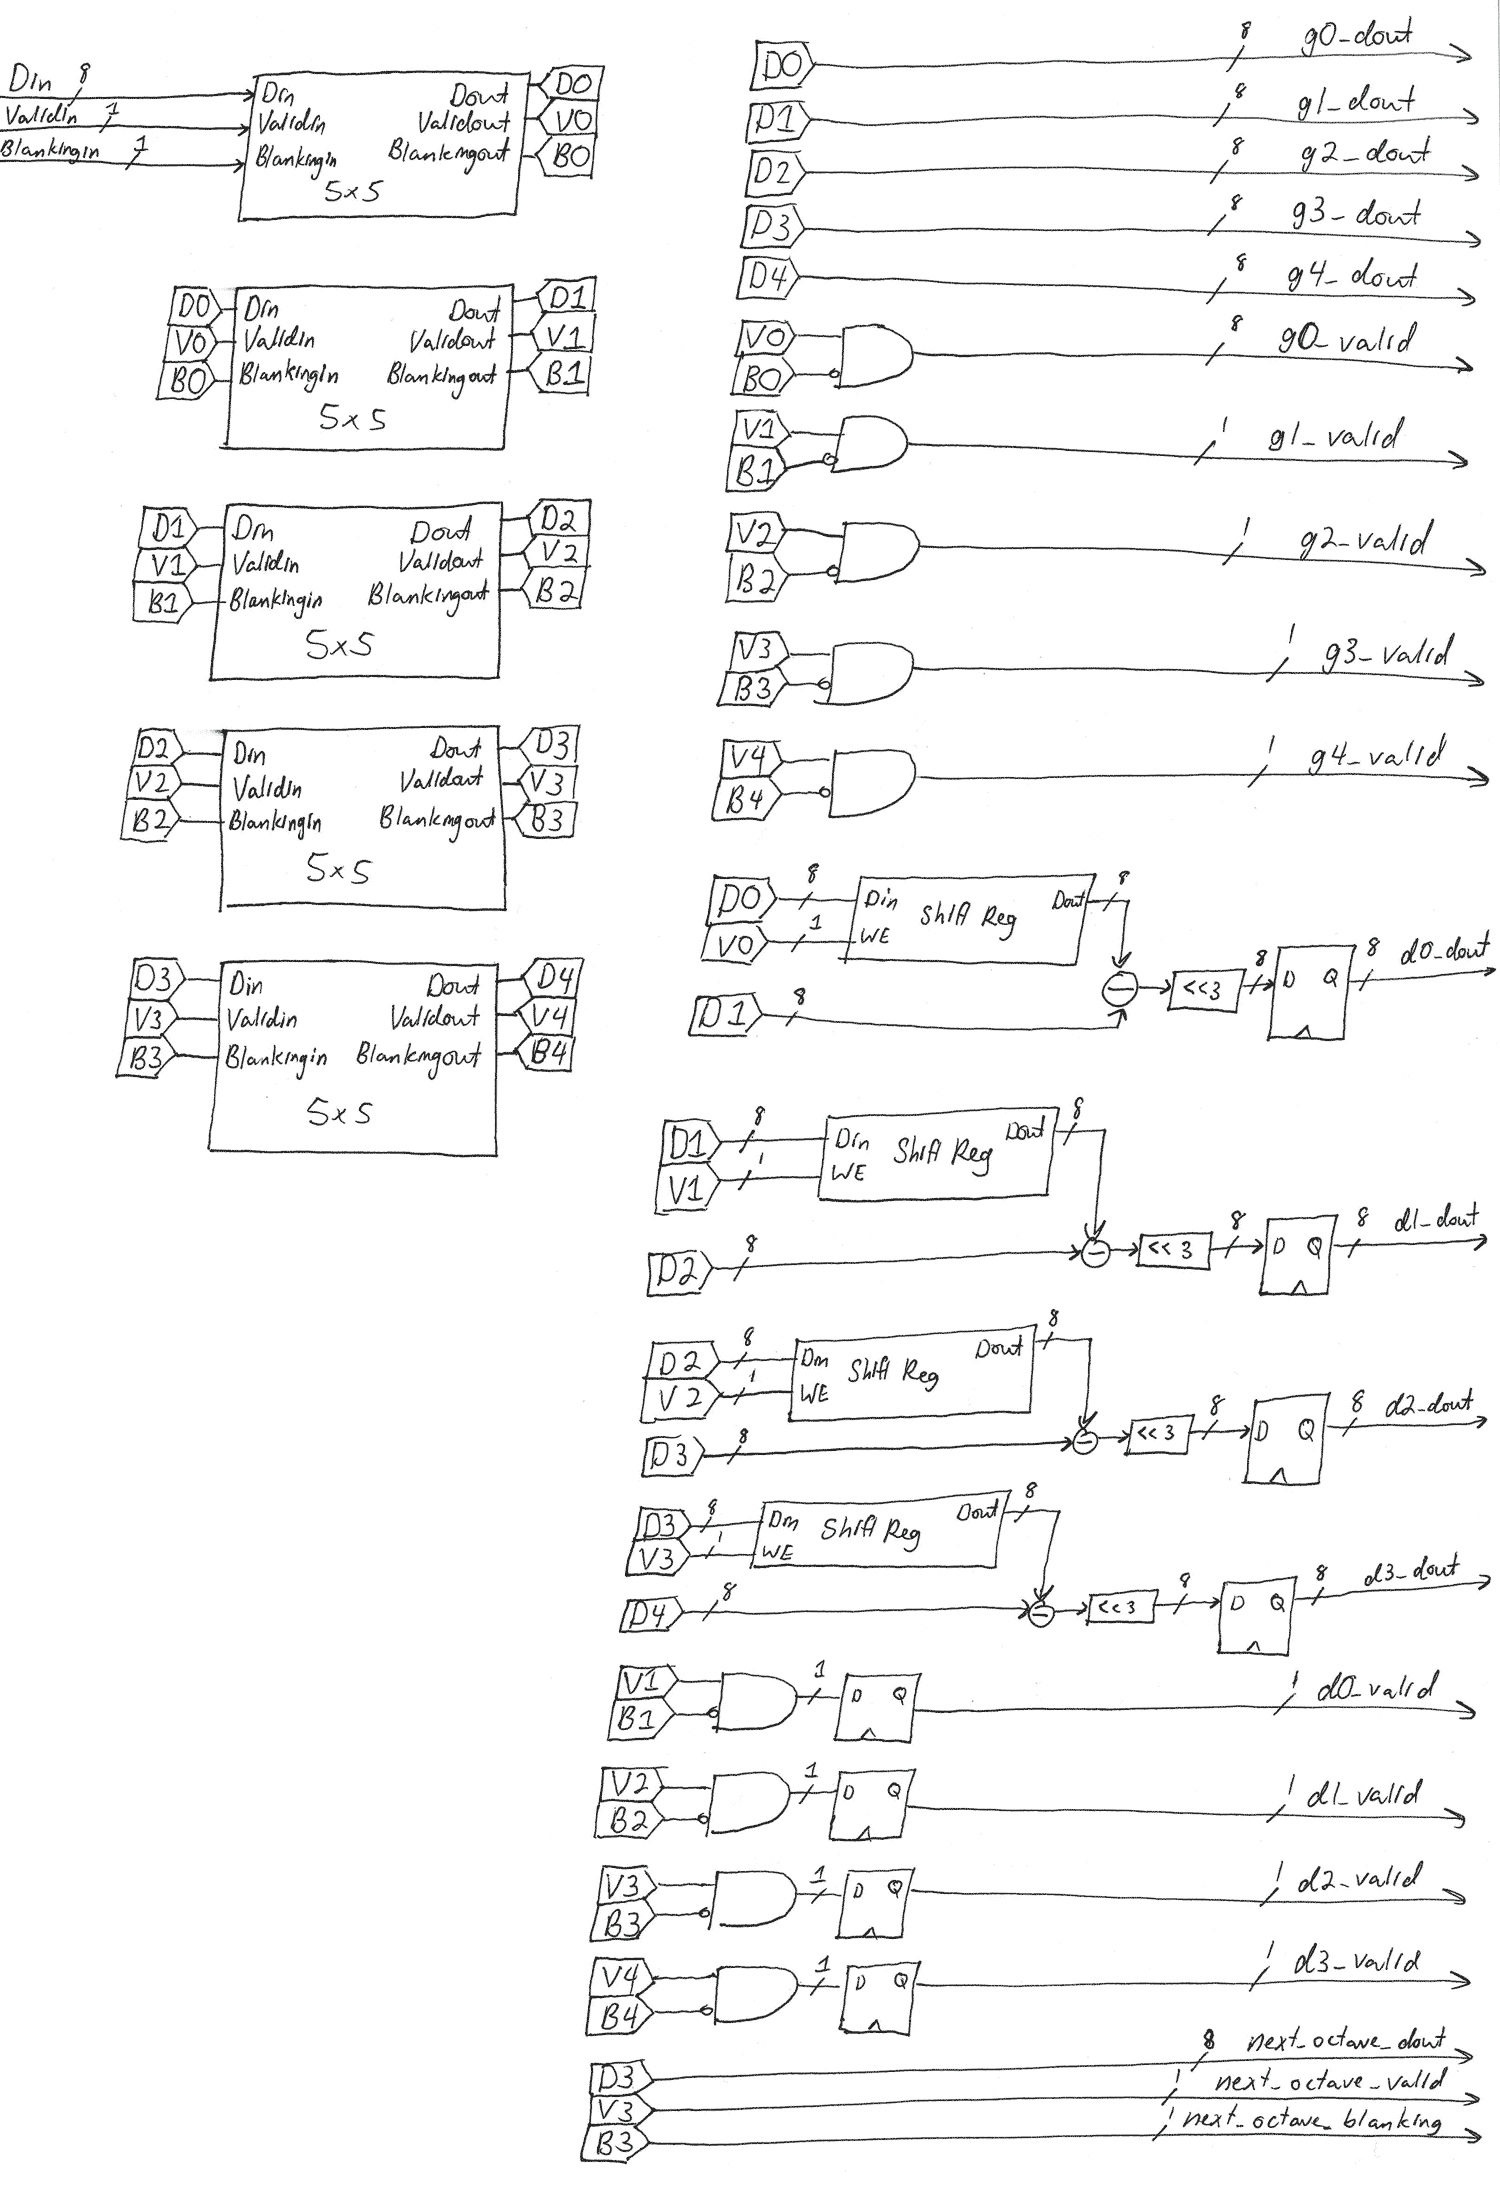 Din 8
Validin 1
Blankingin 1
Din Dout
Validin Validout
Blankingin Blankingout
5x5
D0
V0
B0
D0
V0
B0
Din Dout
Validin Validout
Blankingin Blankingout
5x5
D1
V1
B1
D1
V1
B1
Din Dout
Validin Validout
Blankingin Blankingout
5x5
D2
V2
B2
D2
V2
B2
Din Dout
Validin Validout
Blankingin Blankingout
5x5
D3
V3
B3
D3
V3
B3
Din Dout
Validin Validout
Blankingin Blankingout
5x5
D4
V4
B4
D0 8 g0_dout
D1 8 g1_dout
D2 8 g2_dout
D3 8 g3_dout
D4 8 g4_dout
V0 8 g0_valid
B0
V1 1 g1_valid
B1
V2 1 g2_valid
B2
V3 1 g3_valid
B3
V4 1 g4_valid
B4
D0 8 Din Shift Reg Dout 8
V0 1 WE
D1 8
- <<3 8 D Q 8 d0_dout
D1 8 Din Shift Reg Dout 8
V1 1 WE
D2 8
- <<3 8 D Q 8 d1_dout
D2 8 Din Shift Reg Dout 8
V2 1 WE
D3 8
- <<3 8 D Q 8 d2_dout
D3 8 Din Shift Reg Dout 8
V3 1 WE
D4 8
- <<3 8 D Q 8 d3_dout
V1 1 D Q 1 d0_valid
B1
V2 1 D Q 1 d1_valid
B2
V3 1 D Q 1 d2_valid
B3
V4 1 D Q 1 d3_valid
B4
D3 8 next_octave_dout
V3 1 next_octave_valid
B3 1 next_octave_blanking